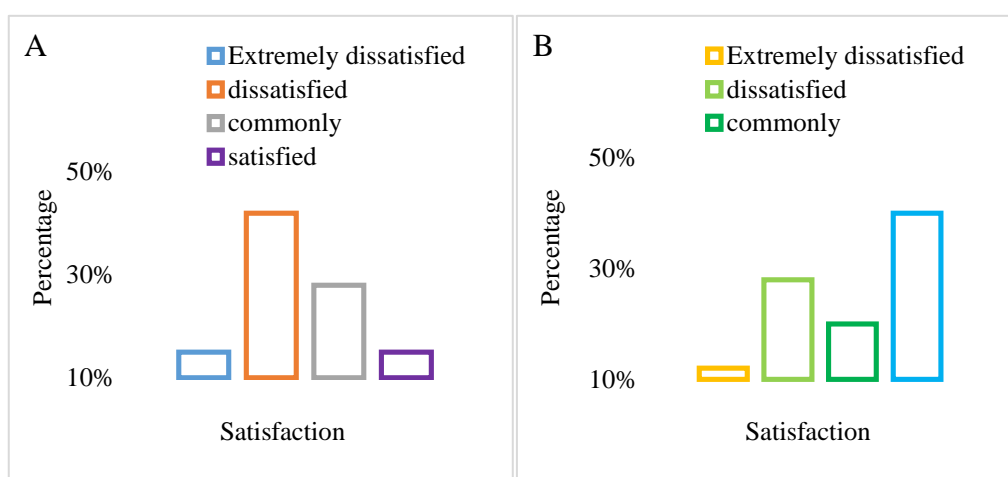 A
Extremely dissatisfied
dissatisfied
commonly
satisfied
50%
30%
10%
Percentage
Satisfaction
B
Extremely dissatisfied
dissatisfied
commonly
50%
30%
10%
Percentage
Satisfaction